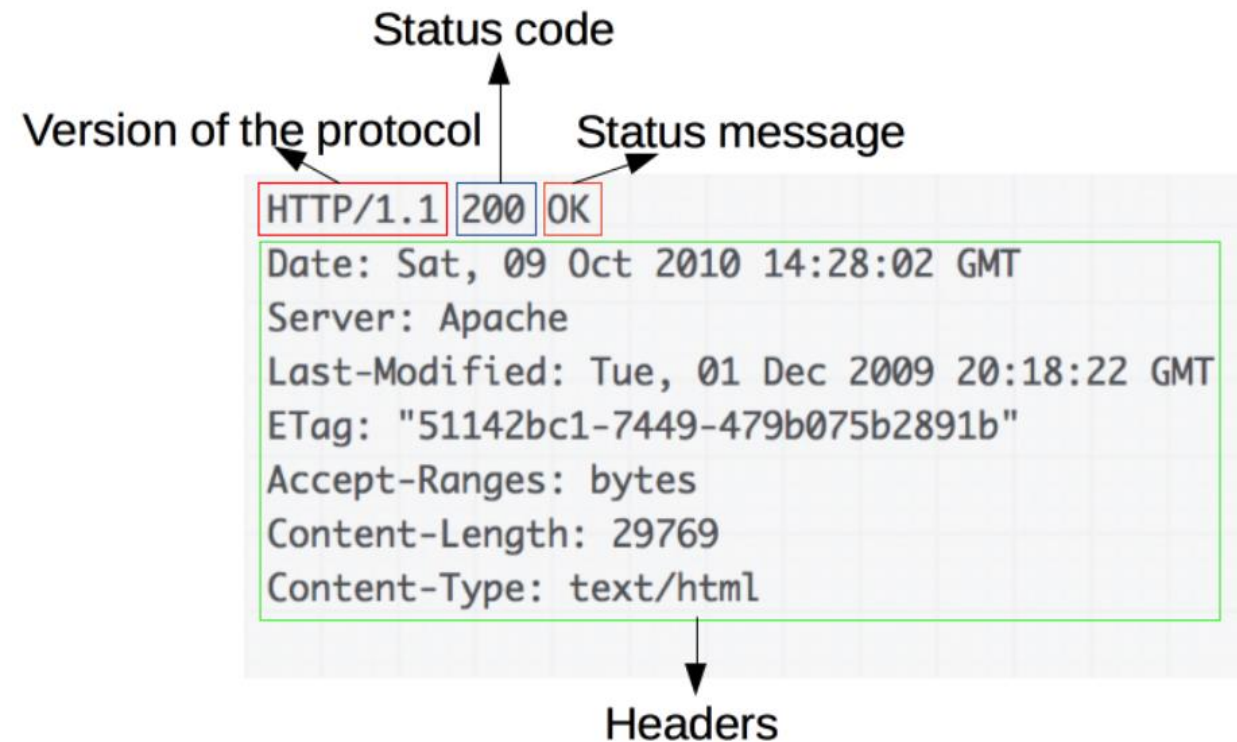 Status code
Version of the protocol
Status message
HTTP/1.1 200 OK
Date: Sat, 09 Oct 2010 14:28:02 GMT
Server: Apache
Last-Modified: Tue, 01 Dec 2009 20:18:22 GMT
ETag: "51142bc1-7449-479b075b2891b"
Accept-Ranges: bytes
Content-Length: 29769
Content-Type: text/html
Headers